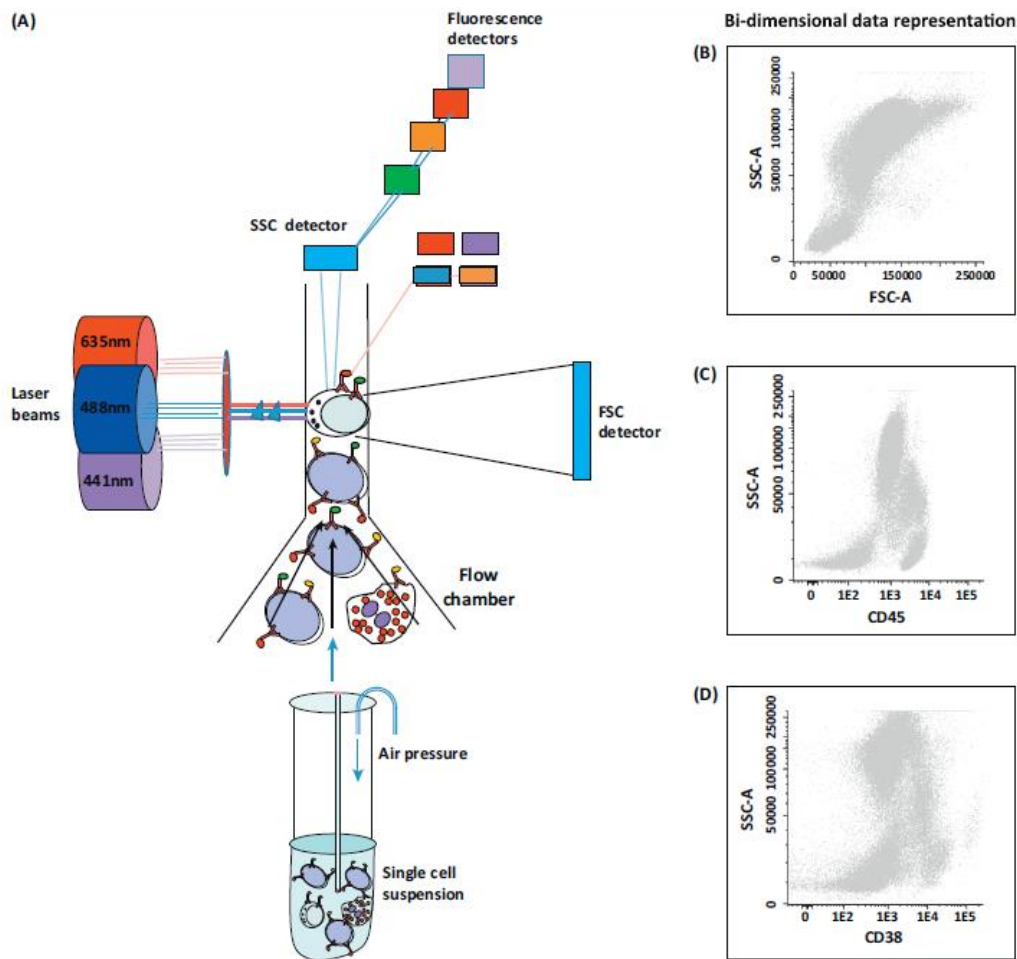 (A)
Fluorescence
detectors
SSC detector
635nm
488nm
441nm
Laser
beams
FSC
detector
Flow
chamber
Air pressure
Single cell
suspension
Bi-dimensional data representation
(B)
SSC-A
250000
100000
50000
0
0 50000 150000 250000
FSC-A
(C)
SSC-A
250000
100000
50000
0
0 1E2 1E3 1E4 1E5
CD45
(D)
SSC-A
250000
100000
50000
0
0 1E2 1E3 1E4 1E5
CD38